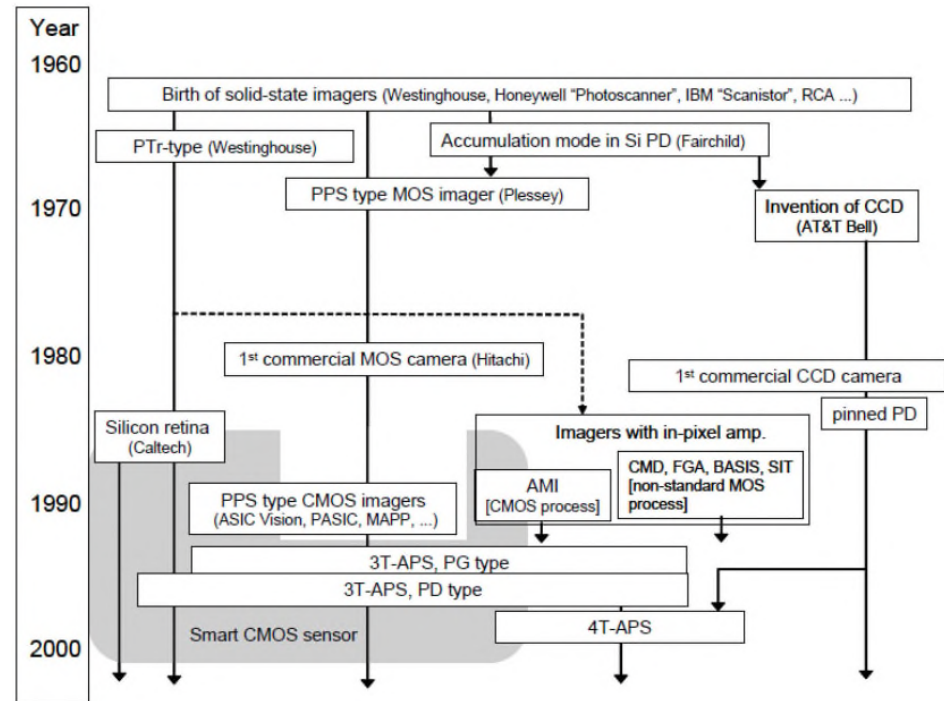 Year
1960
Birth of solid-state imagers (Westinghouse, Honeywell “Photoscanner”, IBM “Scanistor”, RCA ...)
PTr-type (Westinghouse)
Accumulation mode in Si PD (Fairchild)
PPS type MOS imager (Plessey)
1970
Invention of CCD
(AT&T Bell)
1980
1st commercial MOS camera (Hitachi)
1st commercial CCD camera
pinned PD
Silicon retina
(Caltech)
Imagers with in-pixel amp.
AMI
[CMOS process]
CMD, FGA, BASIS, SIT
[non-standard MOS
process]
1990
PPS type CMOS imagers
(ASIC Vision, PASIC, MAPP, ...)
3T-APS, PG type
3T-APS, PD type
4T-APS
Smart CMOS sensor
2000